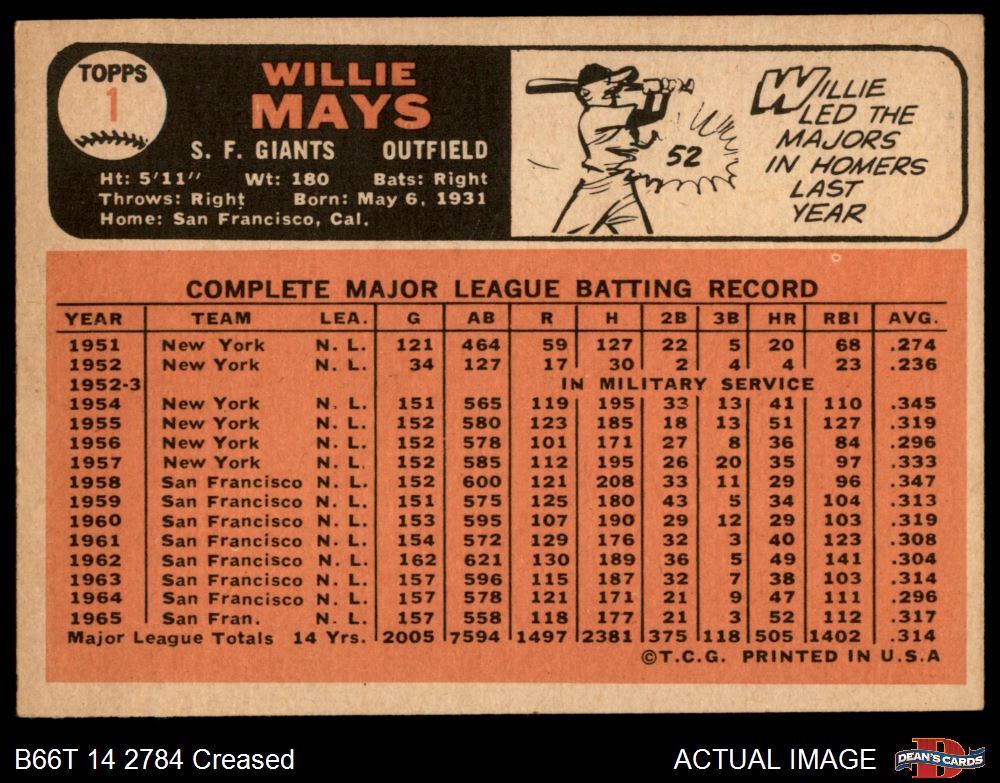 TOPPS
1
WILLIE
MAYS
S. F. GIANTS OUTFIELD
Ht: 5'11" Wt: 180 Bats: Right
Throws: Right Born: May 6, 1931
Home: San Francisco, Cal.
52
WILLIE
LED THE
MAJORS
IN HOMERS
LAST
YEAR
COMPLETE MAJOR LEAGUE BATTING RECORD
YEAR TEAM LEA. G AB R H 2B 3B HR RBI AVG.
1951 New York N. L. 121 464 59 127 22 5 20 68 .274
1952 New York N. L. 34 127 17 30 2 4 4 23 .236
1952-3 IN MILITARY SERVICE
1954 New York N. L. 151 565 119 195 33 13 41 110 .345
1955 New York N. L. 152 580 123 185 18 13 51 127 .319
1956 New York N. L. 152 578 101 171 27 8 36 84 .296
1957 New York N. L. 152 585 112 195 26 20 35 97 .333
1958 San Francisco N. L. 152 600 121 208 33 11 29 96 .347
1959 San Francisco N. L. 151 575 125 180 43 5 34 104 .313
1960 San Francisco N. L. 153 595 107 190 29 12 29 103 .319
1961 San Francisco N. L. 154 572 129 176 32 3 40 123 .308
1962 San Francisco N. L. 162 621 130 189 36 5 49 141 .304
1963 San Francisco N. L. 157 596 115 187 32 7 38 103 .314
1964 San Francisco N. L. 157 578 121 171 21 9 47 111 .296
1965 San Fran. N. L. 157 558 118 177 21 3 52 112 .317
Major League Totals 14 Yrs. 2005 7594 1497 2381 375 118 505 1402 .314
©T.C.G. PRINTED IN U.S.A
B66T 14 2784 Creased
ACTUAL IMAGE
D
DEAN'S CARDS